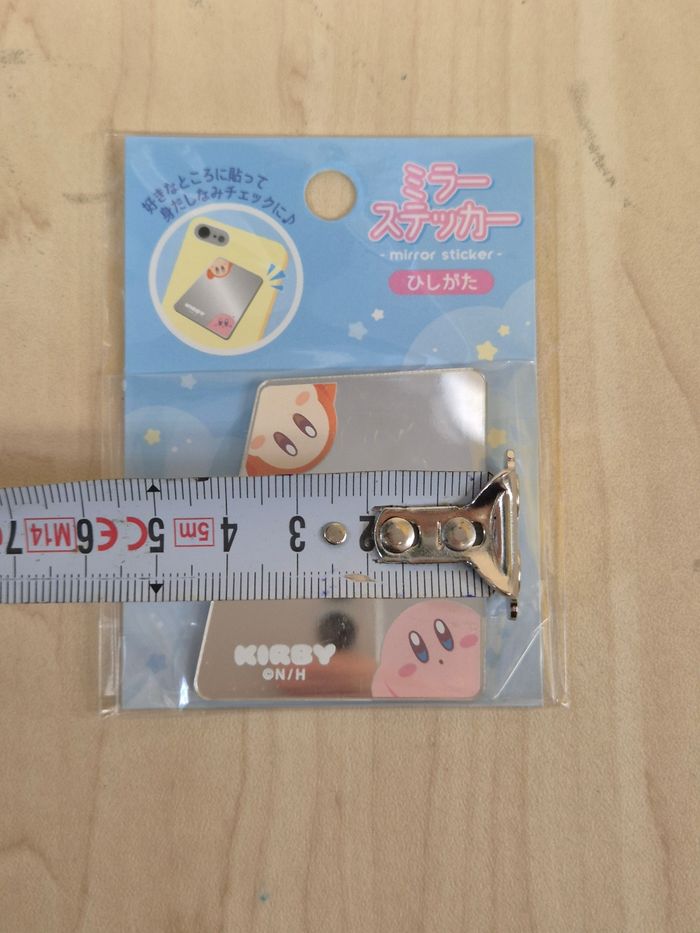 好きなところに貼って
身だしなみチェックに♪
ミラー
ステッカー
- mirror sticker -
ひしがた
KIRBY
7 M14 6 CE 5 5m 4 3 2
KIRBY
©N/H